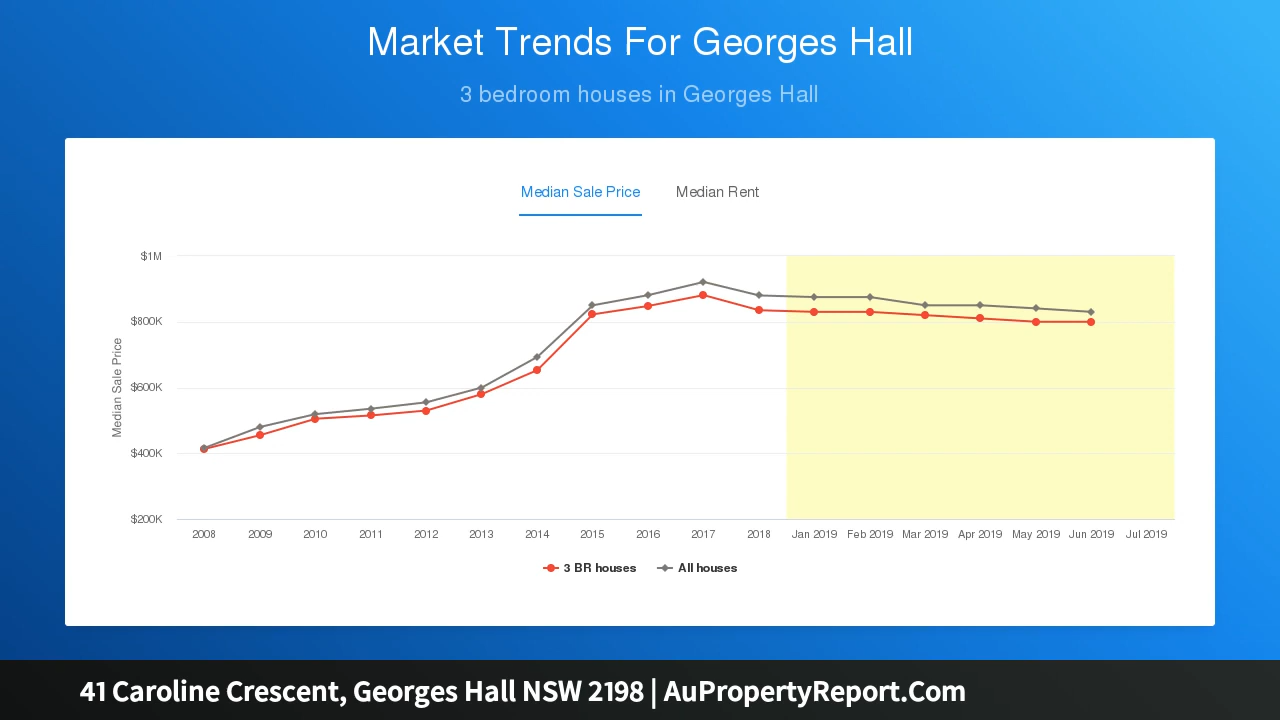 Market Trends For Georges Hall
3 bedroom houses in Georges Hall
Median Sale Price Median Rent
$1M
$800K
$600K
$400K
$200K
Median Sale Price
2008 2009 2010 2011 2012 2013 2014 2015 2016 2017 2018 Jan 2019 Feb 2019 Mar 2019 Apr 2019 May 2019 Jun 2019 Jul 2019
3 BR houses All houses
41 Caroline Crescent, Georges Hall NSW 2198 | AuPropertyReport.Com